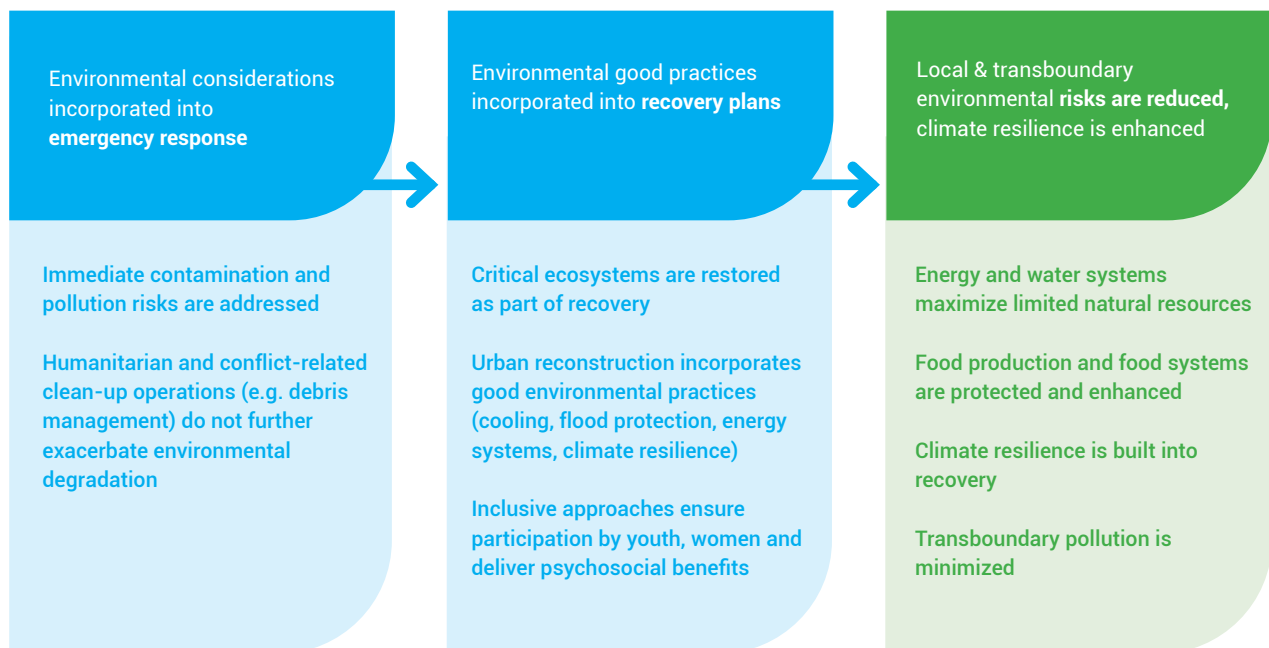 Environmental considerations
incorporated into
emergency response
Immediate contamination and
pollution risks are addressed
Humanitarian and conflict-related
clean-up operations (e.g. debris
management) do not further
exacerbate environmental
degradation
Environmental good practices
incorporated into recovery plans
Critical ecosystems are restored
as part of recovery
Urban reconstruction incorporates
good environmental practices
(cooling, flood protection, energy
systems, climate resilience)
Inclusive approaches ensure
participation by youth, women and
deliver psychosocial benefits
Local & transboundary
environmental risks are reduced,
climate resilience is enhanced
Energy and water systems
maximize limited natural resources
Food production and food systems
are protected and enhanced
Climate resilience is built into
recovery
Transboundary pollution is
minimized